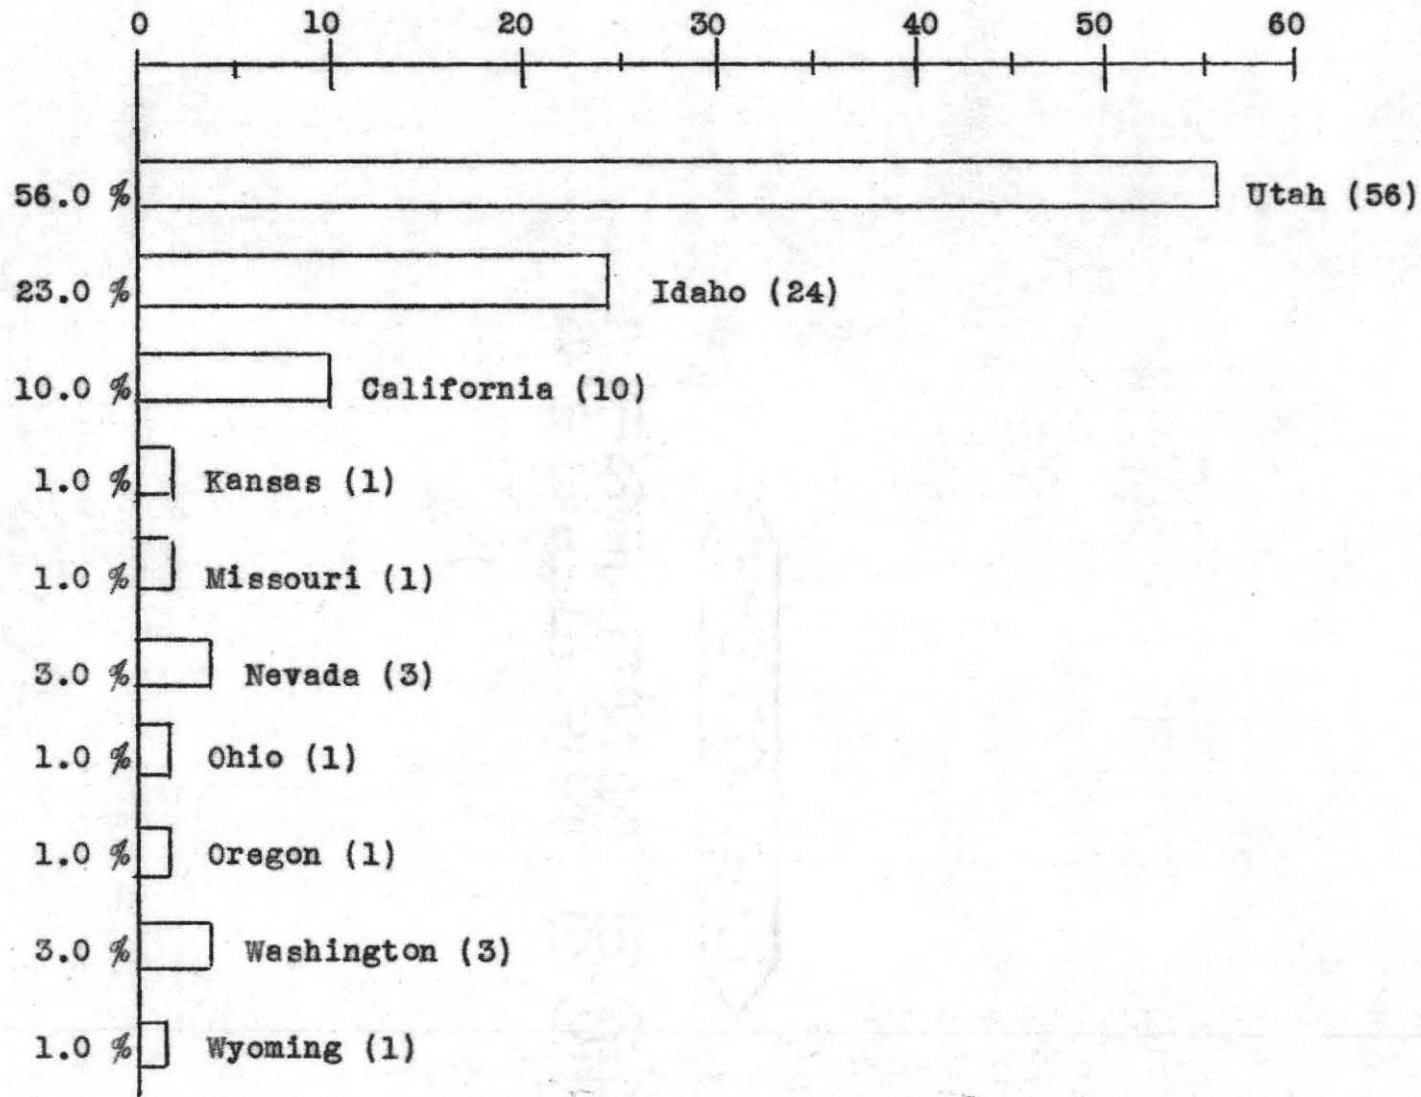 0 10 20 30 40 50 60
56.0 % Utah (56)
23.0 % Idaho (24)
10.0 % California (10)
1.0 % Kansas (1)
1.0 % Missouri (1)
3.0 % Nevada (3)
1.0 % Ohio (1)
1.0 % Oregon (1)
3.0 % Washington (3)
1.0 % Wyoming (1)